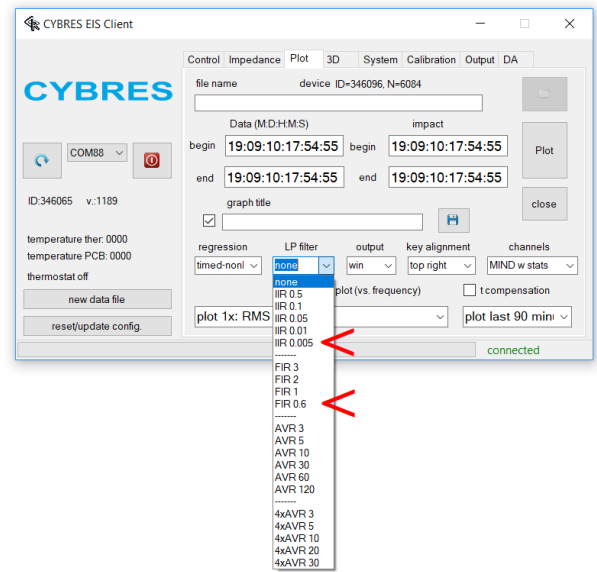 CYBRES EIS Client
Control Impedance Plot 3D System Calibration Output DA
CYBRES
file name device ID=346096, N=6084
Data (M:D:H:M:S) impact
begin 19:09:10:17:54:55 begin 19:09:10:17:54:55 Plot
COM88
end 19:09:10:17:54:55 end 19:09:10:17:54:55
ID:346065 v.:1189
graph title
close
temperature ther: 0000
temperature PCB: 0000
thermostat off
regression LP filter output key alignment channels
timed-nonl none win top right MIND w stats
new data file
reset/update config.
plot (vs. frequency) t compensation
plot 1x: RMS plot last 90 minu
connected
none
IIR 0.5
IIR 0.1
IIR 0.05
IIR 0.01
IIR 0.005
-------
FIR 3
FIR 2
FIR 1
FIR 0.6
-------
AVR 3
AVR 5
AVR 10
AVR 30
AVR 60
AVR 120
-------
4xAVR 3
4xAVR 5
4xAVR 10
4xAVR 20
4xAVR 30